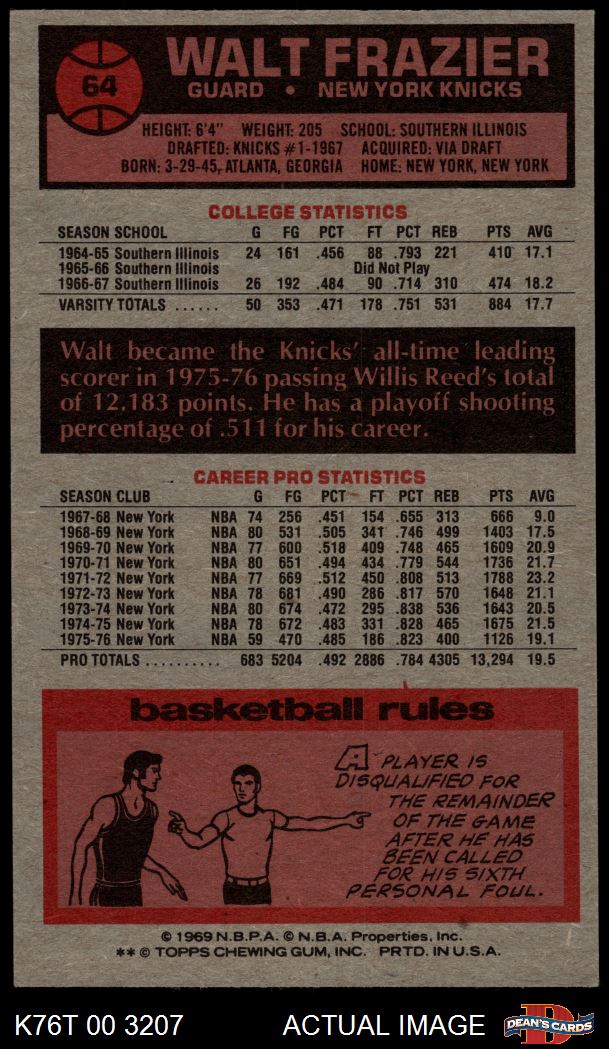 64
WALT FRAZIER
GUARD • NEW YORK KNICKS
HEIGHT: 6'4" WEIGHT: 205 SCHOOL: SOUTHERN ILLINOIS
DRAFTED: KNICKS #1-1967 ACQUIRED: VIA DRAFT
BORN: 3-29-45, ATLANTA, GEORGIA HOME: NEW YORK, NEW YORK
COLLEGE STATISTICS
SEASON SCHOOL G FG PCT FT PCT REB PTS AVG
1964-65 Southern Illinois 24 161 .456 88 .793 221 410 17.1
1965-66 Southern Illinois Did Not Play
1966-67 Southern Illinois 26 192 .484 90 .714 310 474 18.2
VARSITY TOTALS ...... 50 353 .471 178 .751 531 884 17.7
Walt became the Knicks' all-time leading
scorer in 1975-76 passing Willis Reed's total
of 12,183 points. He has a playoff shooting
percentage of .511 for his career.
CAREER PRO STATISTICS
SEASON CLUB G FG PCT FT PCT REB PTS AVG
1967-68 New York NBA 74 256 .451 154 .655 313 666 9.0
1968-69 New York NBA 80 531 .505 341 .746 499 1403 17.5
1969-70 New York NBA 77 600 .518 409 .748 465 1609 20.9
1970-71 New York NBA 80 651 .494 434 .779 544 1736 21.7
1971-72 New York NBA 77 669 .512 450 .808 513 1788 23.2
1972-73 New York NBA 78 681 .490 286 .817 570 1648 21.1
1973-74 New York NBA 80 674 .472 295 .838 536 1643 20.5
1974-75 New York NBA 78 672 .483 331 .828 465 1675 21.5
1975-76 New York NBA 59 470 .485 186 .823 400 1126 19.1
PRO TOTALS .......... 683 5204 .492 2886 .784 4305 13,294 19.5
basketball rules
A PLAYER IS
DISQUALIFIED FOR
THE REMAINDER
OF THE GAME
AFTER HE HAS
BEEN CALLED
FOR HIS SIXTH
PERSONAL FOUL.
© 1969 N.B.P.A. © N.B.A. Properties, Inc.
** © TOPPS CHEWING GUM, INC. PRTD. IN U.S.A.
K76T 00 3207 ACTUAL IMAGE D DEAN'S CARDS